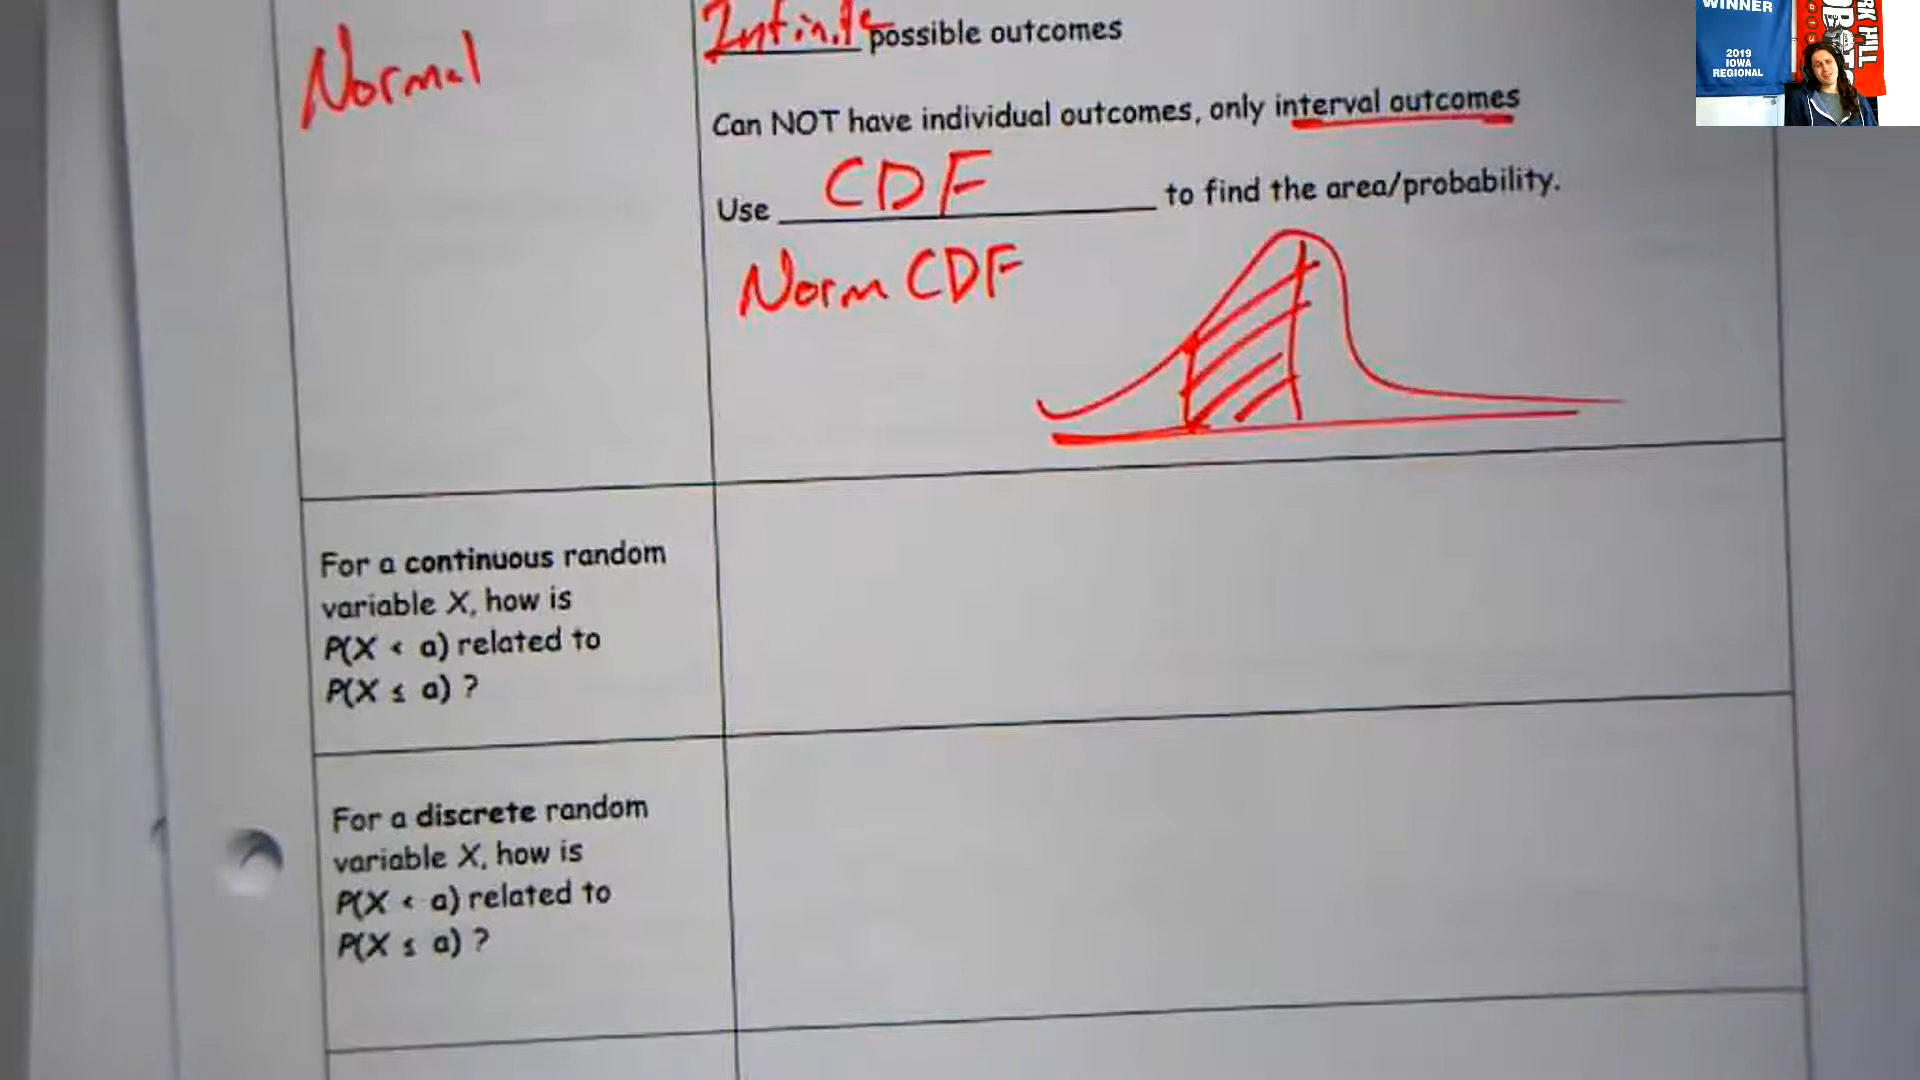 Normal
Infinite possible outcomes
Can NOT have individual outcomes, only interval outcomes
Use CDF to find the area/probability.
Norm CDF
For a continuous random
variable X, how is
P(X < a) related to
P(X ≤ a) ?
For a discrete random
variable X, how is
P(X < a) related to
P(X ≤ a) ?
WINNER
2019
IOWA
REGIONAL